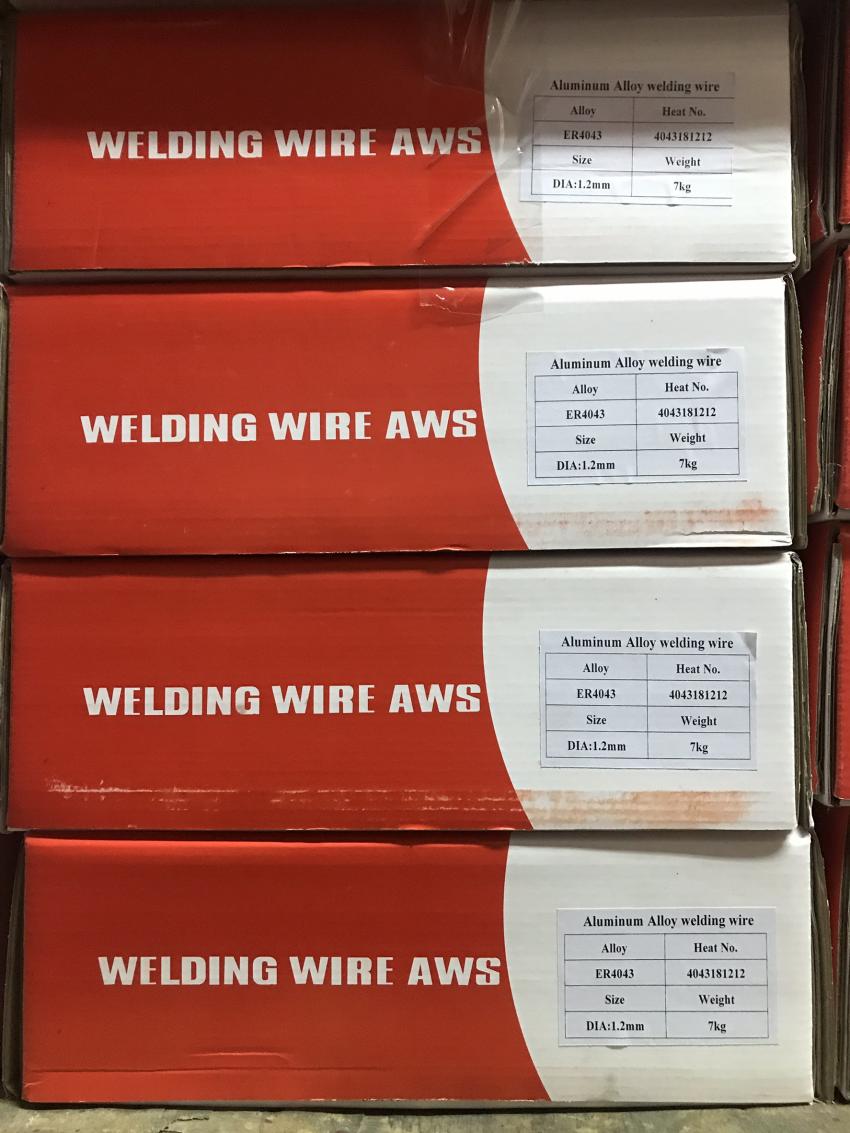 WELDING WIRE AWS
Aluminum Alloy welding wire
Alloy Heat No.
ER4043 4043181212
Size Weight
DIA:1.2mm 7kg
WELDING WIRE AWS
Aluminum Alloy welding wire
Alloy Heat No.
ER4043 4043181212
Size Weight
DIA:1.2mm 7kg
WELDING WIRE AWS
Aluminum Alloy welding wire
Alloy Heat No.
ER4043 4043181212
Size Weight
DIA:1.2mm 7kg
WELDING WIRE AWS
Aluminum Alloy welding wire
Alloy Heat No.
ER4043 4043181212
Size Weight
DIA:1.2mm 7kg